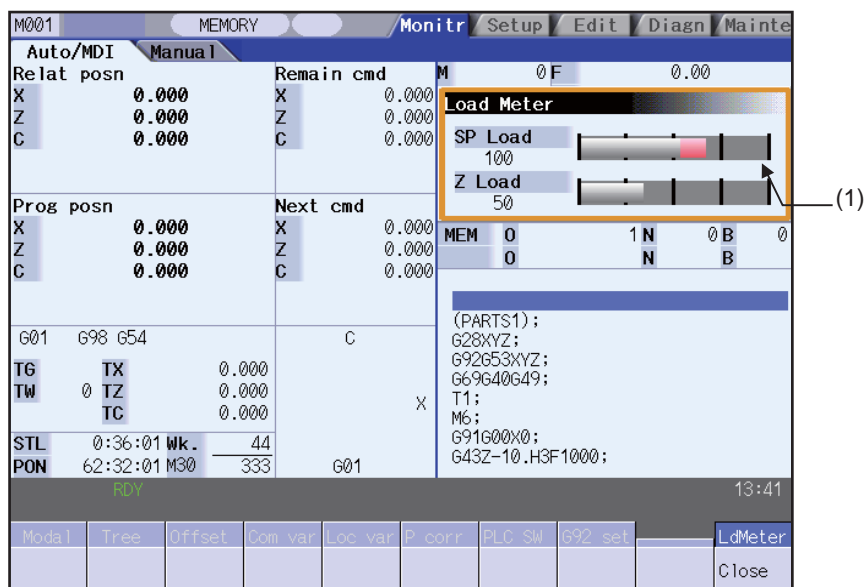 M001 MEMORY Monitr Setup Edit Diagn Mainte
Auto/MDI Manual
Relat posn
X 0.000
Z 0.000
C 0.000
Remain cmd
X 0.000
Z 0.000
C 0.000
M 0 F 0.00
Load Meter
SP Load
100
Z Load
50
(1)
Prog posn
X 0.000
Z 0.000
C 0.000
Next cmd
X 0.000
Z 0.000
C 0.000
MEM O 1 N 0 B 0
O N B
(PARTS1);
G28XYZ;
G92G53XYZ;
G69G40G49;
T1;
M6;
G91G00X0;
G43Z-10.H3F1000;
G01 G98 G54
TG TX 0.000
TW 0 TZ 0.000
TC 0.000
C
X
G01
STL 0:36:01 Wk. 44
PON 62:32:01 M30 333
RDY 13:41
Modal Tree Offset Com var Loc var P corr PLC SW G92 set LdMeter
Close